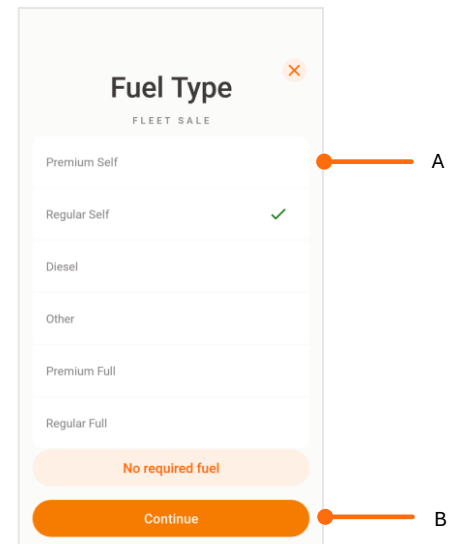 Fuel Type
FLEET SALE
Premium Self
A
Regular Self
Diesel
Other
Premium Full
Regular Full
No required fuel
Continue
B